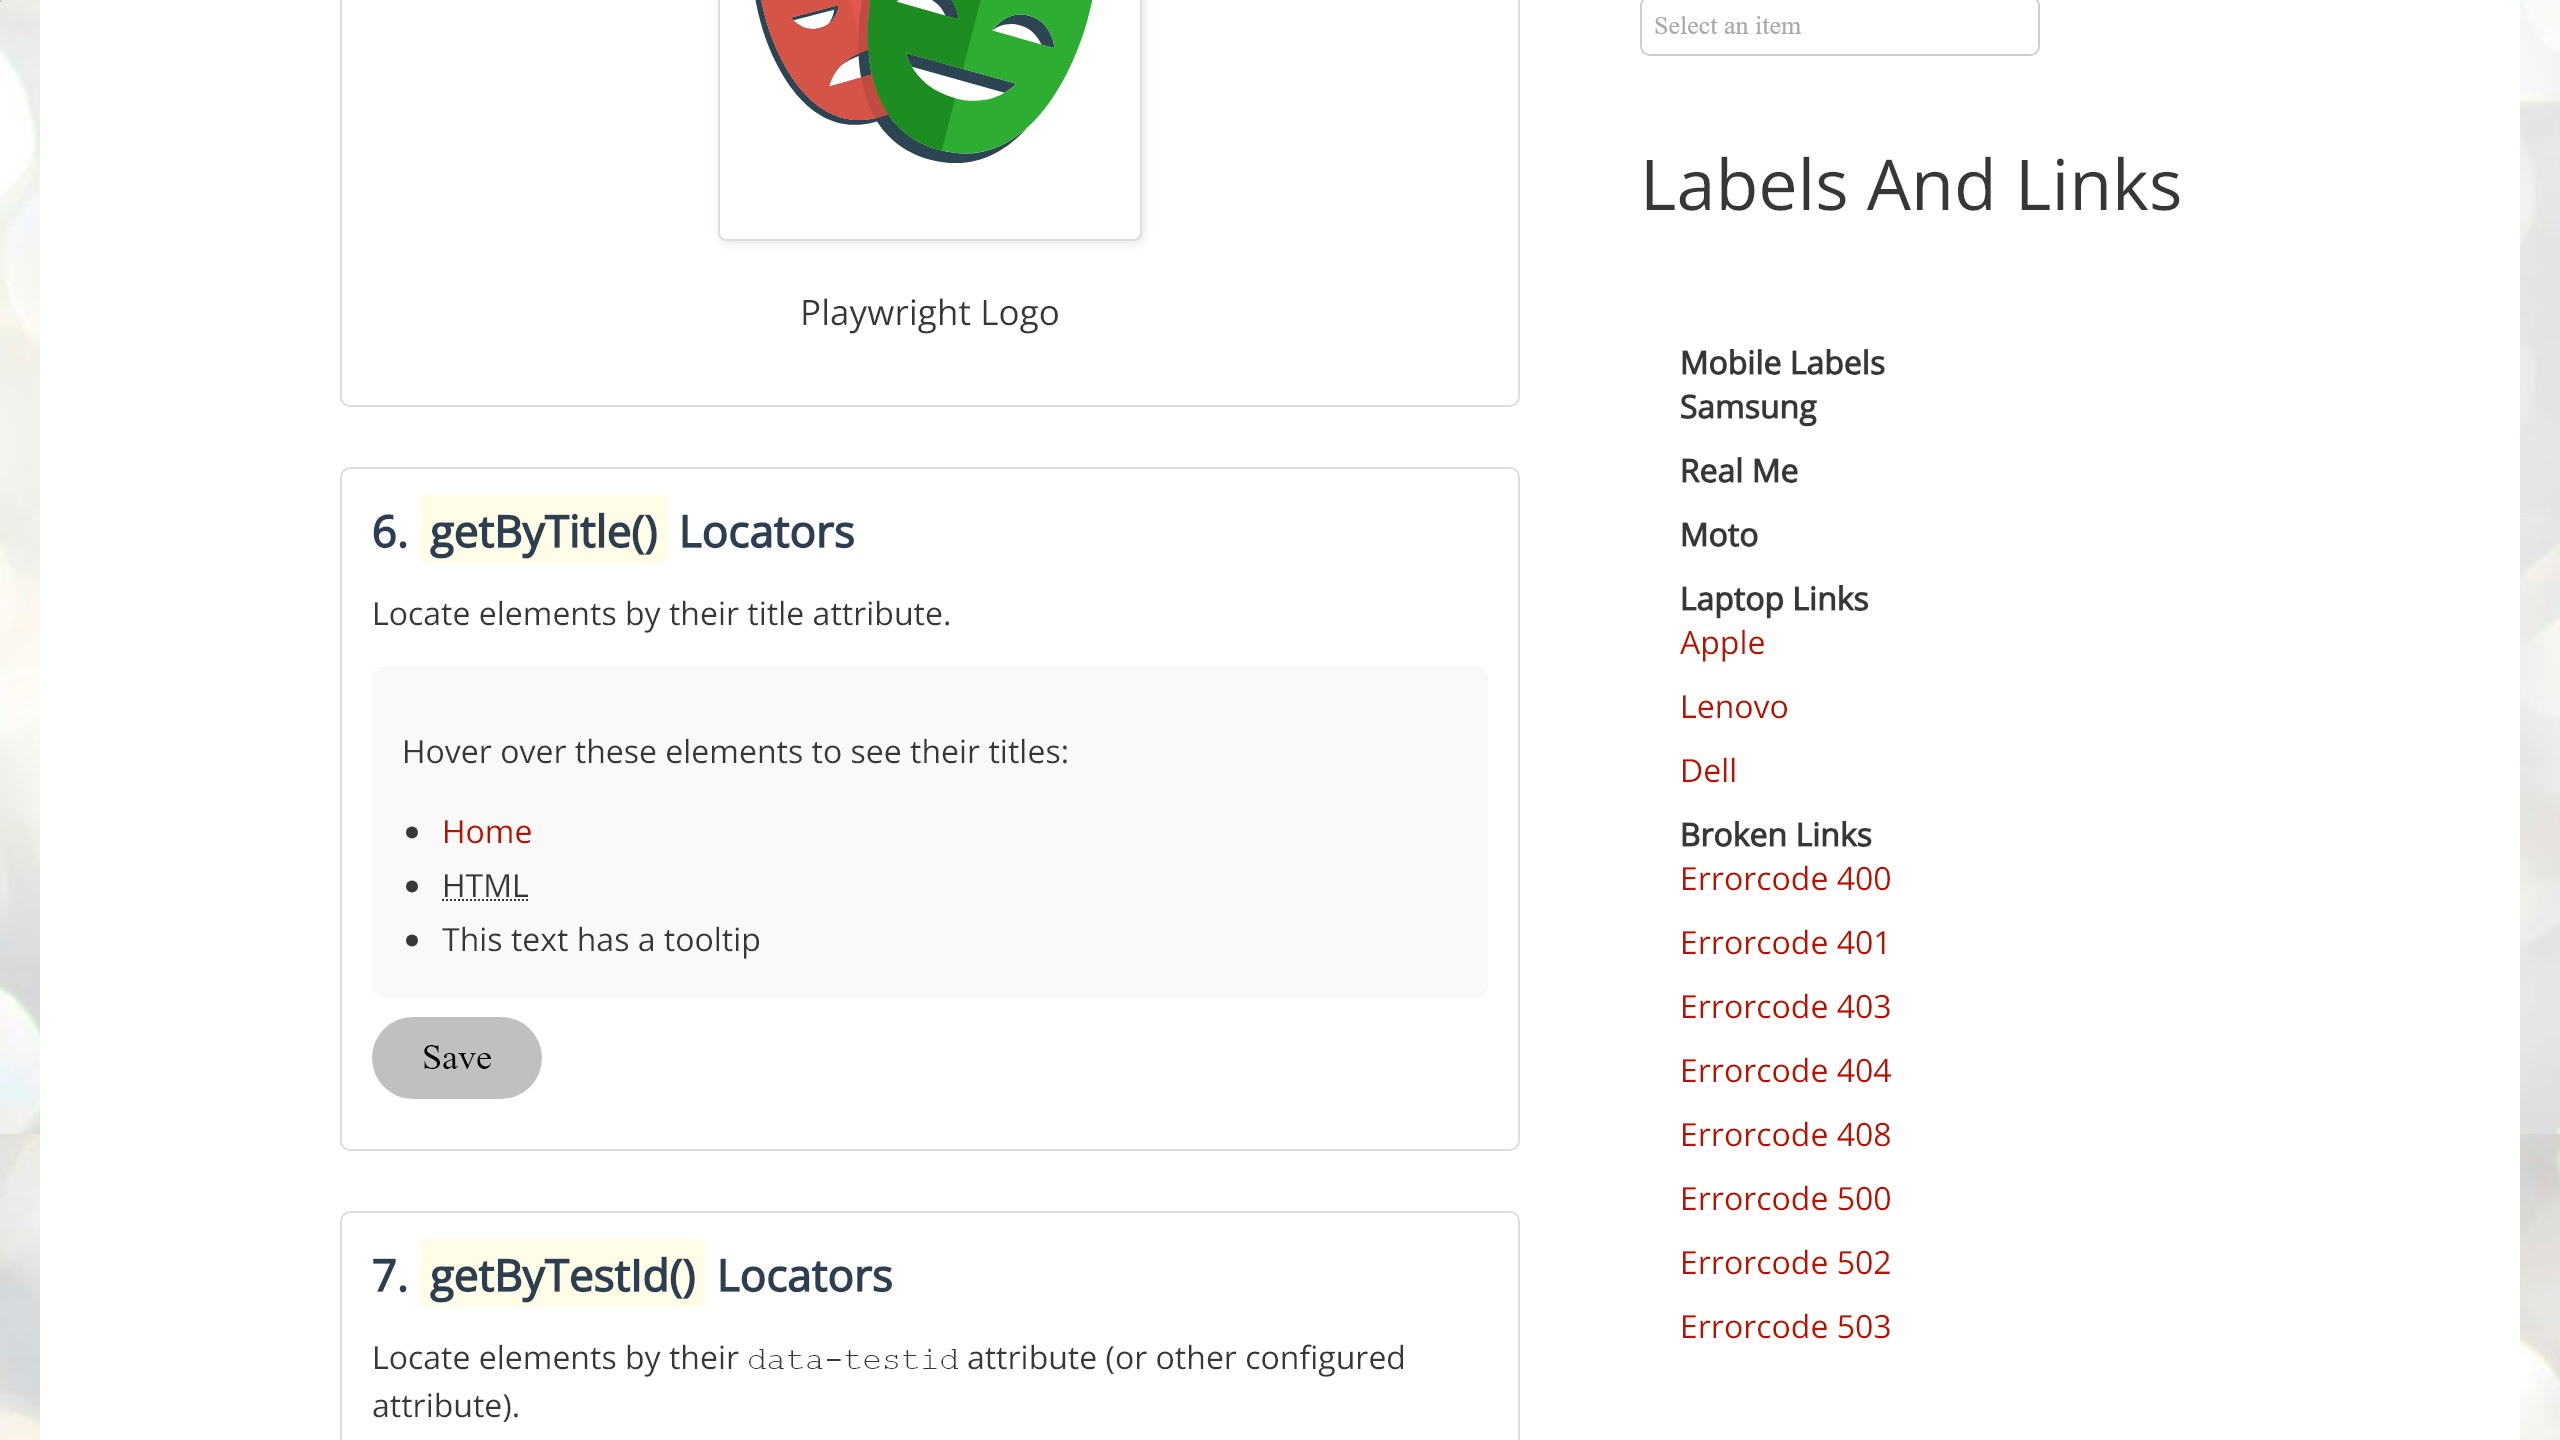 Playwright Logo
6. getByTitle() Locators
Locate elements by their title attribute.
Hover over these elements to see their titles:
Home
HTML
This text has a tooltip
Save
7. getByTestId() Locators
Locate elements by their data-testid attribute (or other configured
attribute).
Select an item
Labels And Links
Mobile Labels
Samsung
Real Me
Moto
Laptop Links
Apple
Lenovo
Dell
Broken Links
Errorcode 400
Errorcode 401
Errorcode 403
Errorcode 404
Errorcode 408
Errorcode 500
Errorcode 502
Errorcode 503